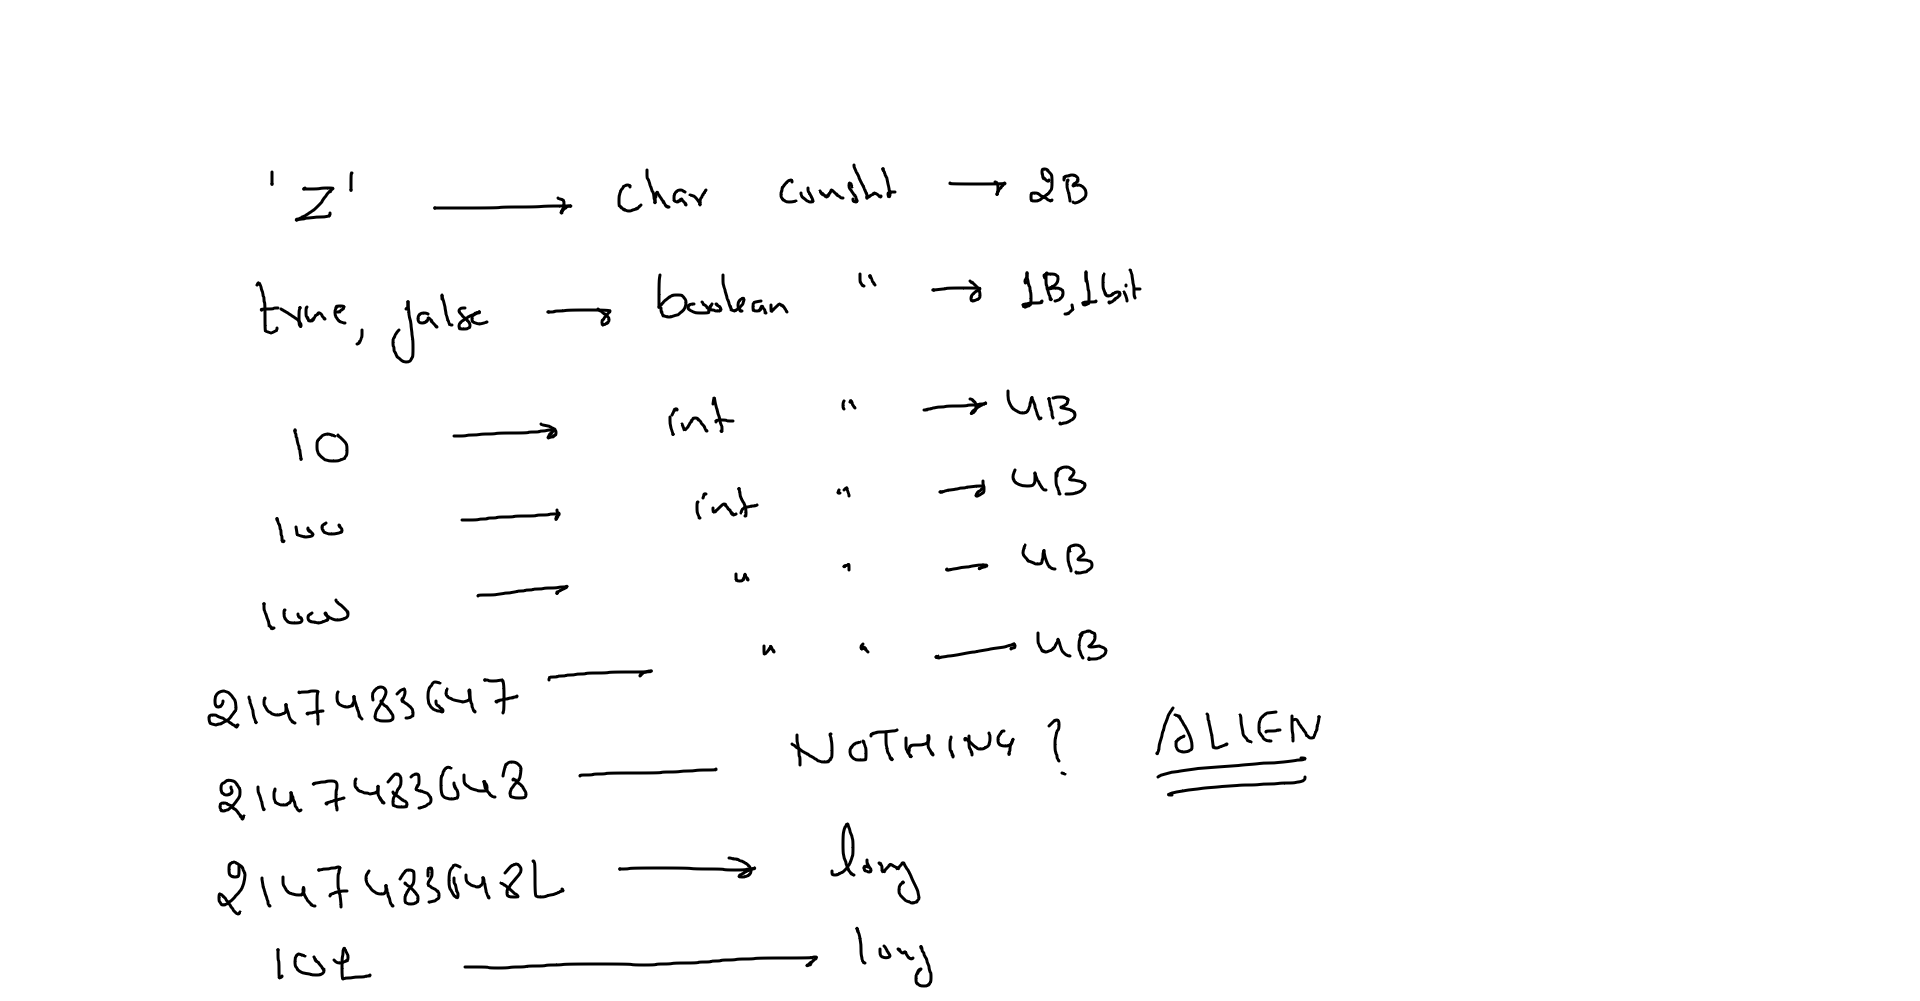 'Z' → char constnt → 2B
true, false → boolean " → 1B, 1bit
10 → int " → 4B
100 → int " → 4B
1000 → " " — 4B
2147483647 — " " — 4B
2147483648 — NOTHING? ALIEN
2147483648L → long
10L → long